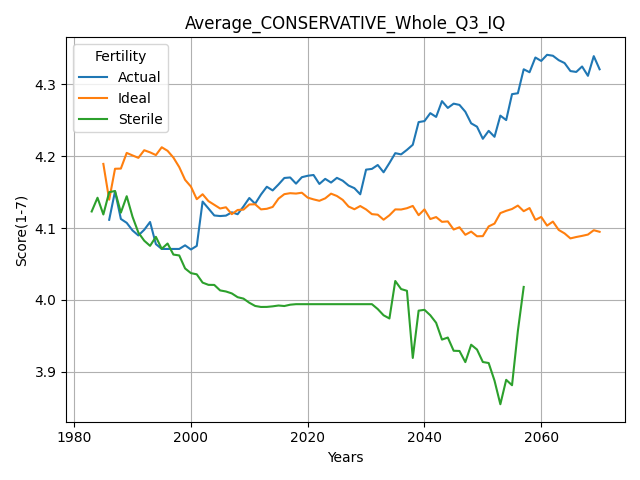 Average_CONSERVATIVE_Whole_Q3_IQ
Fertility
Actual
Ideal
Sterile
Score(1-7)
4.3
4.2
4.1
4.0
3.9
1980 2000 2020 2040 2060
Years